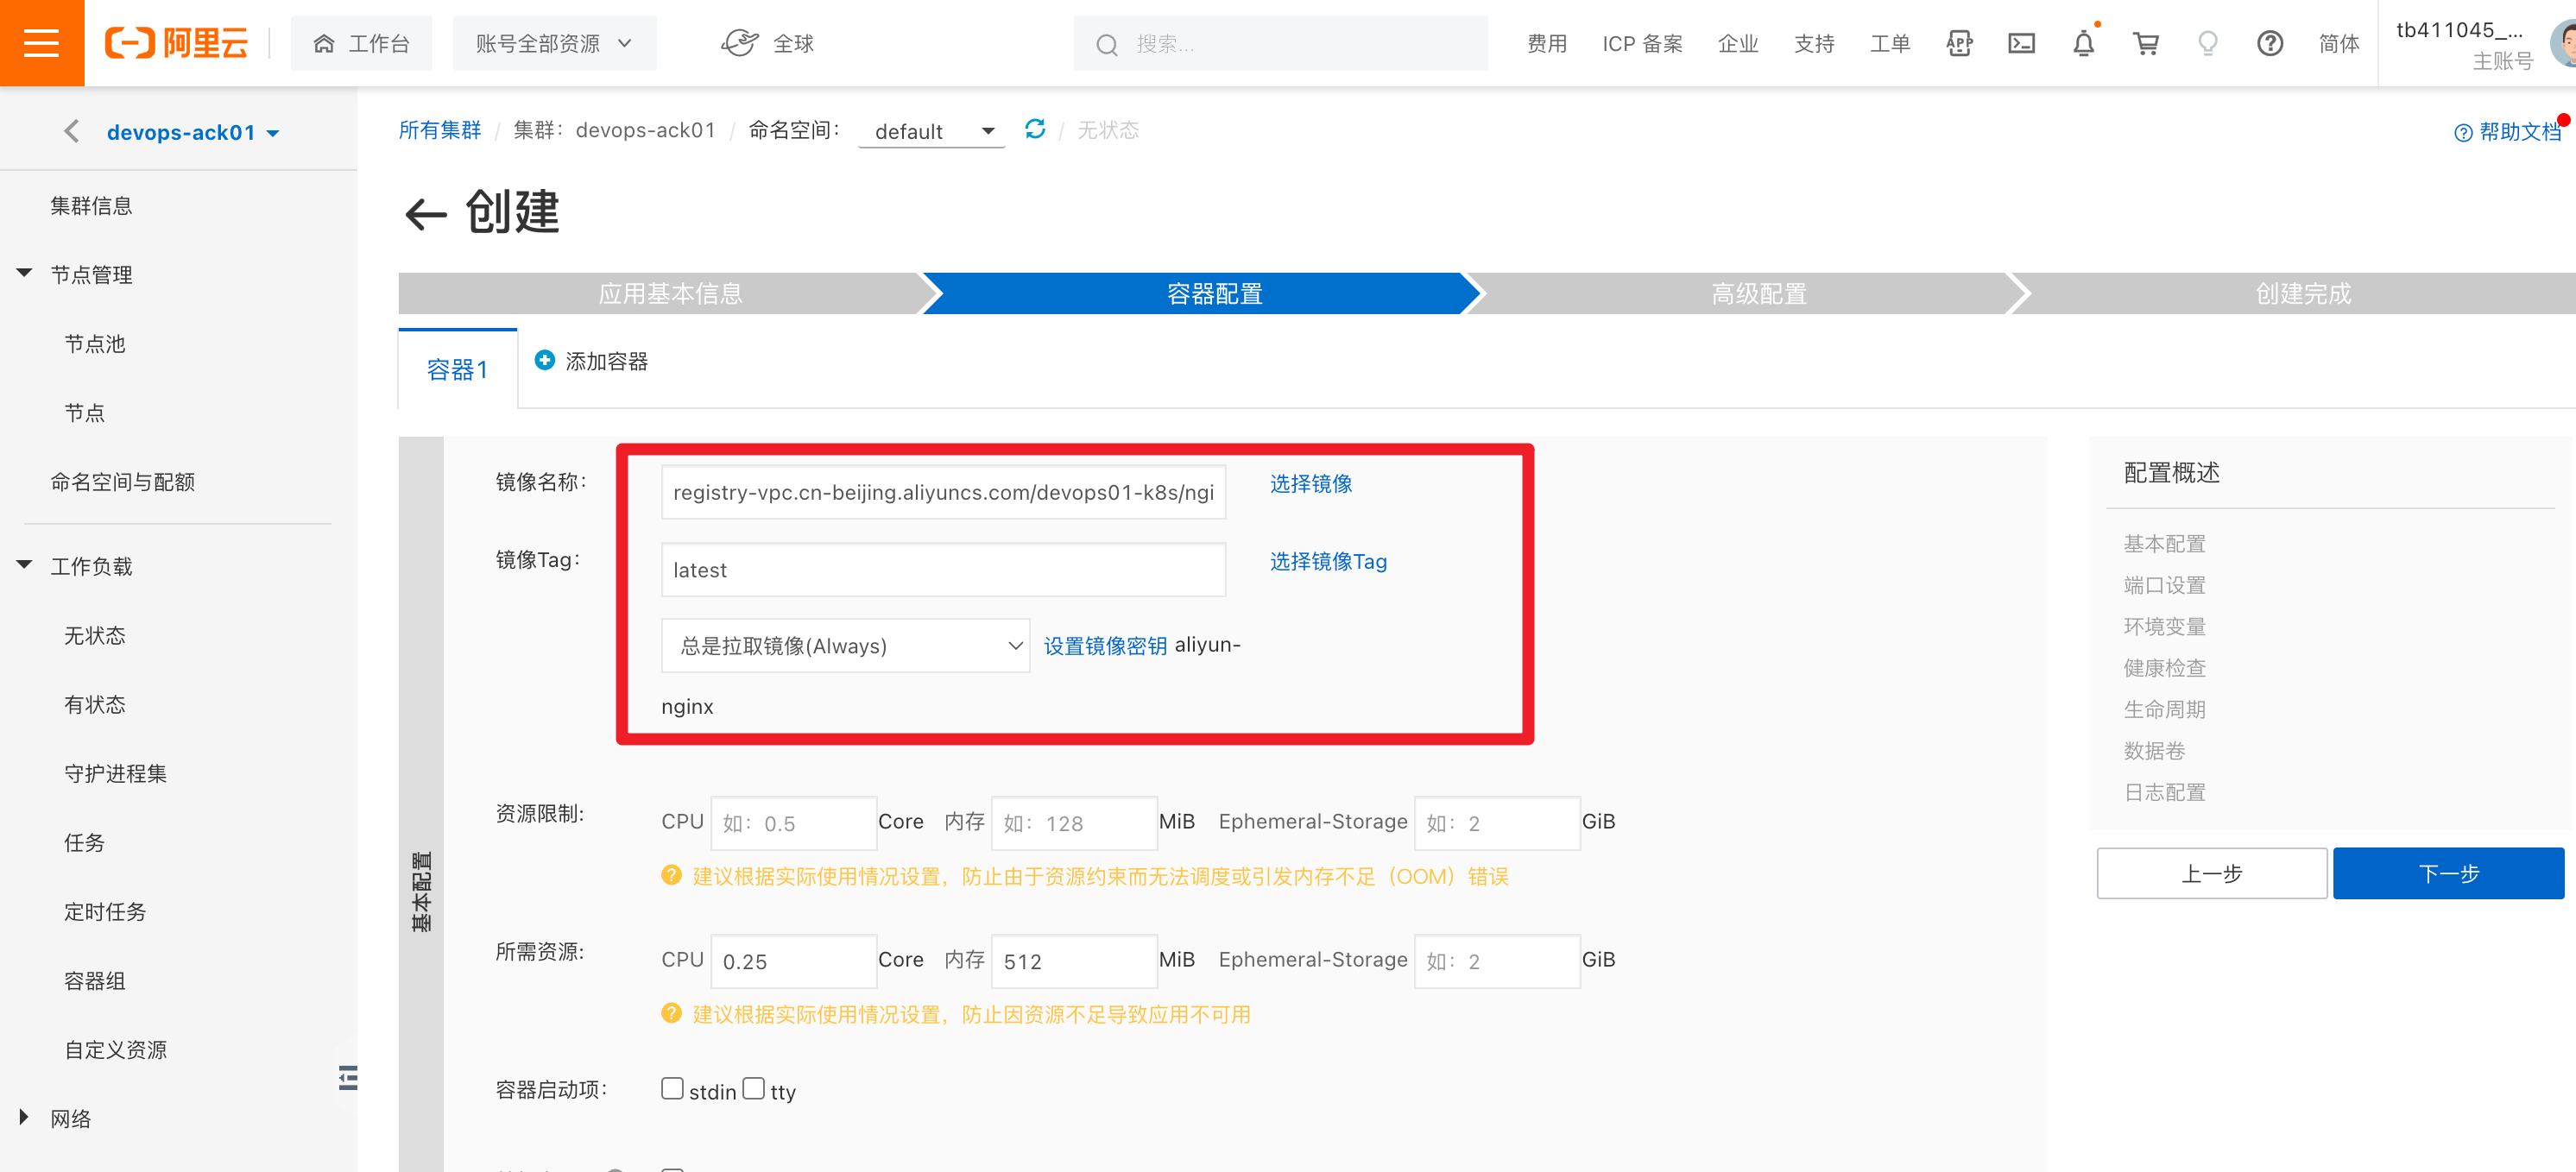 阿里云
工作台
账号全部资源
全球
搜索...
费用
ICP 备案
企业
支持
工单
APP
简体
tb411045_...
主账号
devops-ack01
集群信息
节点管理
节点池
节点
命名空间与配额
工作负载
无状态
有状态
守护进程集
任务
定时任务
容器组
自定义资源
网络
所有集群 / 集群：devops-ack01 / 命名空间： default / 无状态
帮助文档
创建
应用基本信息
容器配置
高级配置
创建完成
容器1
添加容器
基本配置
镜像名称：
registry-vpc.cn-beijing.aliyuncs.com/devops01-k8s/ngi
选择镜像
镜像Tag：
latest
选择镜像Tag
总是拉取镜像(Always)
设置镜像密钥 aliyun-
nginx
资源限制:
CPU 如：0.5 Core 内存 如：128 MiB Ephemeral-Storage 如：2 GiB
建议根据实际使用情况设置，防止由于资源约束而无法调度或引发内存不足（OOM）错误
所需资源:
CPU 0.25 Core 内存 512 MiB Ephemeral-Storage 如：2 GiB
建议根据实际使用情况设置，防止因资源不足导致应用不可用
容器启动项：
stdin tty
配置概述
基本配置
端口设置
环境变量
健康检查
生命周期
数据卷
日志配置
上一步
下一步